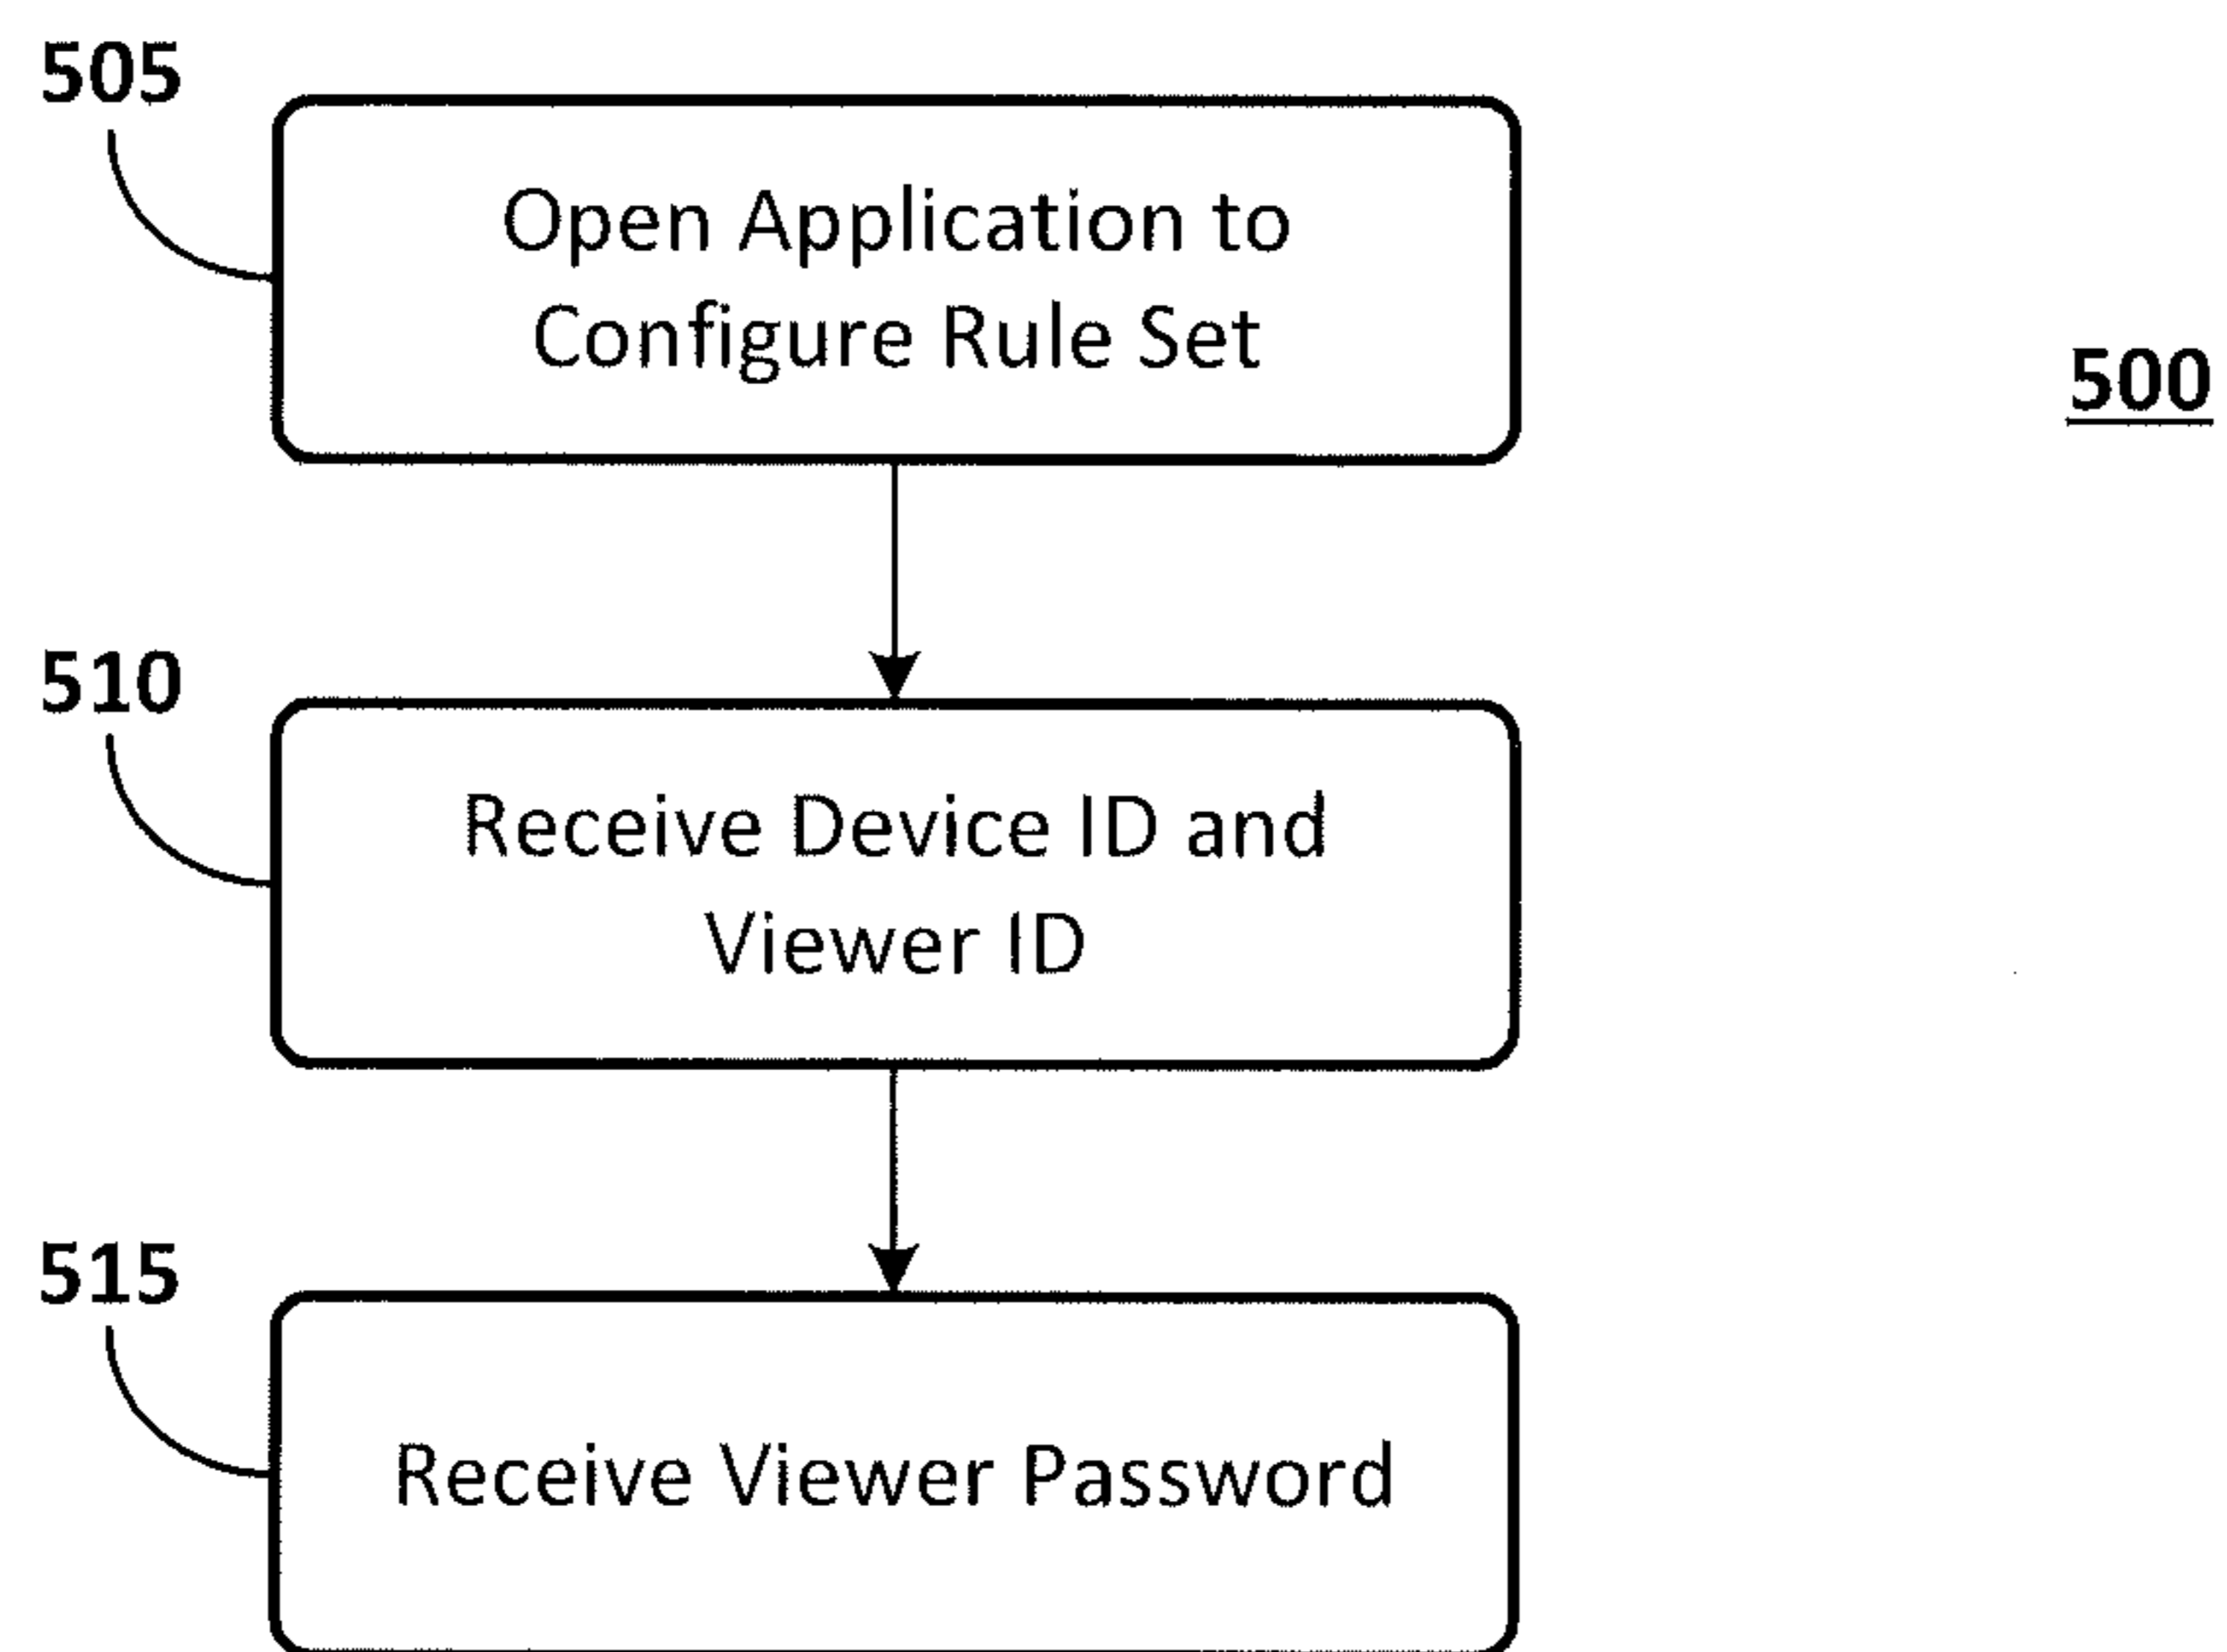 505
Open Application to
Configure Rule Set
500
510
Receive Device ID and
Viewer ID
515
Receive Viewer Password